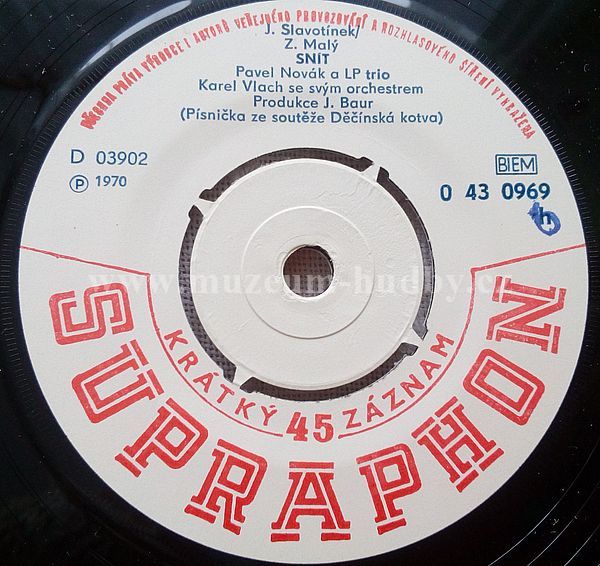 VŠECHNA PRÁVA VÝROBCE I AUTORŮ VEŘEJNÉHO PROVOZOVÁNÍ A ROZHLASOVÉHO ŠÍŘENÍ VYHRAŽENA
J. Slavotínek/
Z. Malý
SNÍT
Pavel Novák a LP trio
Karel Vlach se svým orchestrem
Produkce J. Baur
(Písnička ze soutěže Děčínská kotva)
D 03902
BIEM
Ⓟ 1970
0 43 0969
h
www.muzeum-hudby.cz
KRÁTKÝ 45 ZÁZNAM
SUPRAPHON